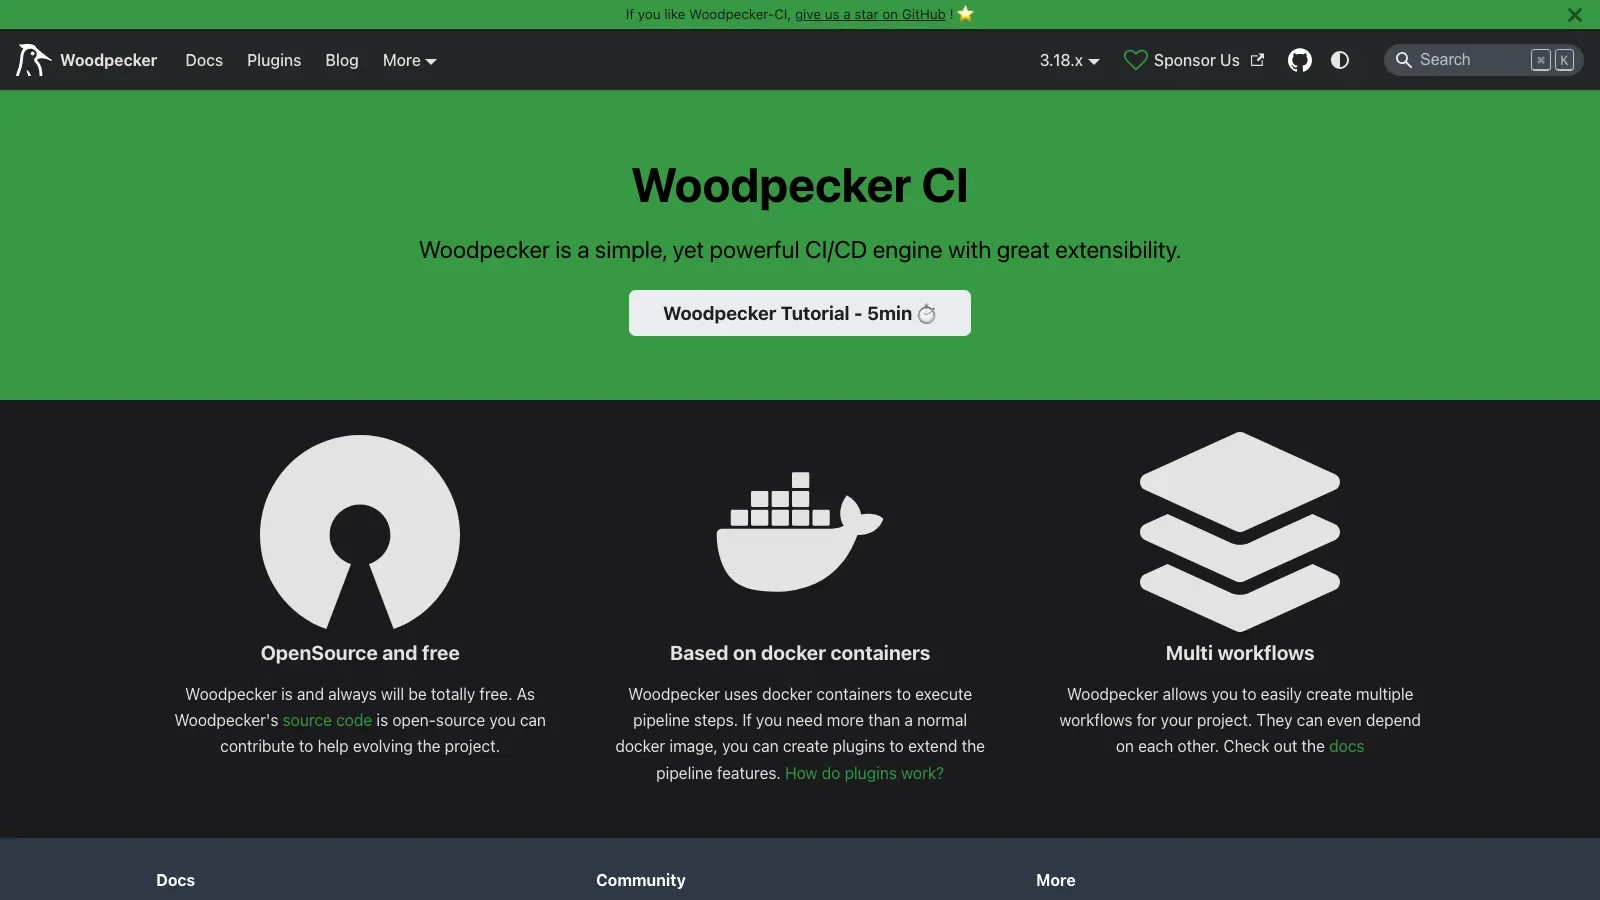 If you like Woodpecker-CI, give us a star on GitHub ! ⭐
Woodpecker Docs Plugins Blog More 3.18.x Sponsor Us Search ⌘ K
Woodpecker CI
Woodpecker is a simple, yet powerful CI/CD engine with great extensibility.
Woodpecker Tutorial - 5min ⏱️
OpenSource and free
Woodpecker is and always will be totally free. As
Woodpecker's source code is open-source you can
contribute to help evolving the project.
Based on docker containers
Woodpecker uses docker containers to execute
pipeline steps. If you need more than a normal
docker image, you can create plugins to extend the
pipeline features. How do plugins work?
Multi workflows
Woodpecker allows you to easily create multiple
workflows for your project. They can even depend
on each other. Check out the docs
Docs
Community
More